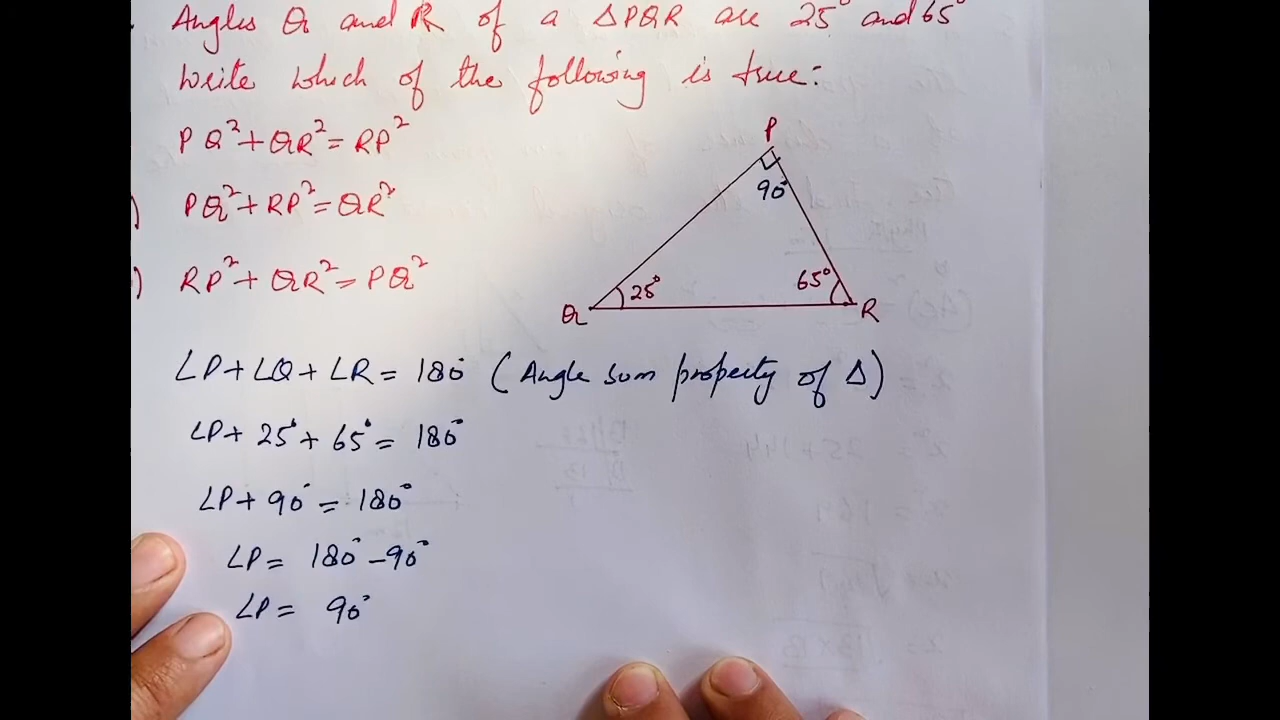 Angles Q and R of a ΔPQR are 25° and 65°
Write which of the following is true:
PQ²+QR²=RP²
) PQ²+RP²=QR²
) RP²+QR²=PQ²
P
90°
25°
65°
Q
R
∠P+∠Q+∠R=180° (Angle sum property of Δ)
∠P+25°+65°=180°
∠P+90°=180°
∠P=180°-90°
∠P=90°